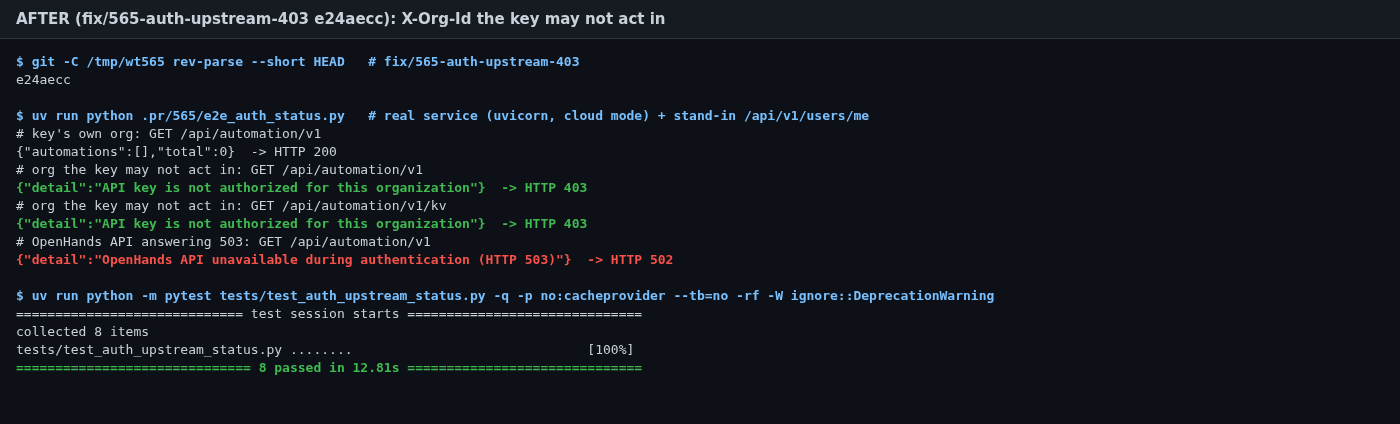 AFTER (fix/565-auth-upstream-403 e24aecc): X-Org-Id the key may not act in
$ git -C /tmp/wt565 rev-parse --short HEAD   # fix/565-auth-upstream-403
e24aecc
$ uv run python .pr/565/e2e_auth_status.py   # real service (uvicorn, cloud mode) + stand-in /api/v1/users/me
# key's own org: GET /api/automation/v1
{"automations":[],"total":0}  -> HTTP 200
# org the key may not act in: GET /api/automation/v1
{"detail":"API key is not authorized for this organization"}  -> HTTP 403
# org the key may not act in: GET /api/automation/v1/kv
{"detail":"API key is not authorized for this organization"}  -> HTTP 403
# OpenHands API answering 503: GET /api/automation/v1
{"detail":"OpenHands API unavailable during authentication (HTTP 503)"}  -> HTTP 502
$ uv run python -m pytest tests/test_auth_upstream_status.py -q -p no:cacheprovider --tb=no -rf -W ignore::DeprecationWarning
============================= test session starts ==============================
collected 8 items
tests/test_auth_upstream_status.py ........                              [100%]
============================== 8 passed in 12.81s ==============================